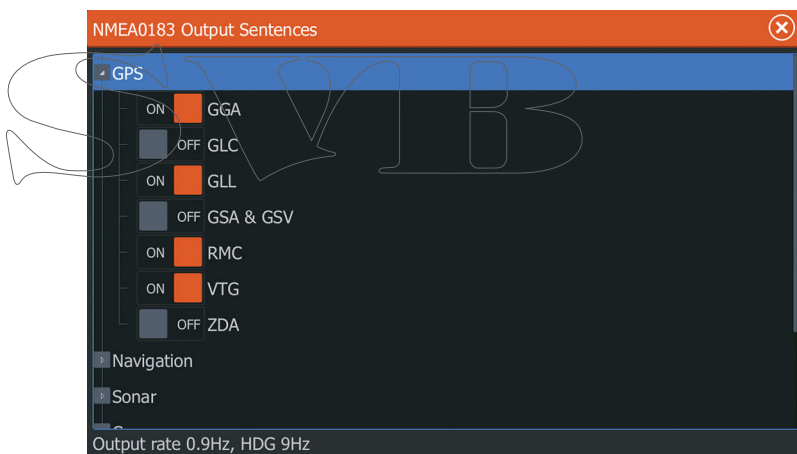 NMEA0183 Output Sentences
GPS
ON GGA
OFF GLC
ON GLL
OFF GSA & GSV
ON RMC
ON VTG
OFF ZDA
Navigation
Sonar
Output rate 0.9Hz, HDG 9Hz
SVB